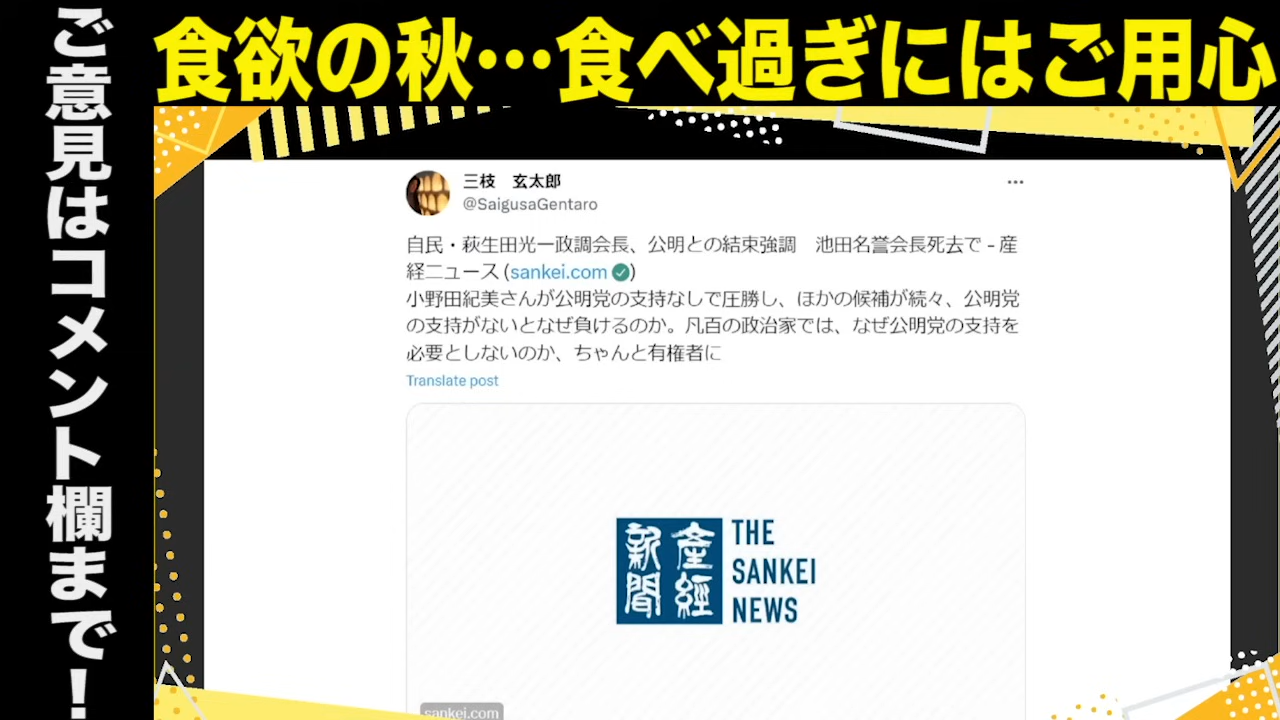 食欲の秋…食べ過ぎにはご用心
ご意見はコメント欄まで！
三枝　玄太郎
@SaigusaGentaro
自民・萩生田光一政調会長、公明との結束強調　池田名誉会長死去で - 産
経ニュース (sankei.com)
小野田紀美さんが公明党の支持なしで圧勝し、ほかの候補が続々、公明党
の支持がないとなぜ負けるのか。凡百の政治家では、なぜ公明党の支持を
必要としないのか、ちゃんと有権者に
Translate post
産經
新聞
THE
SANKEI
NEWS
sankei.com